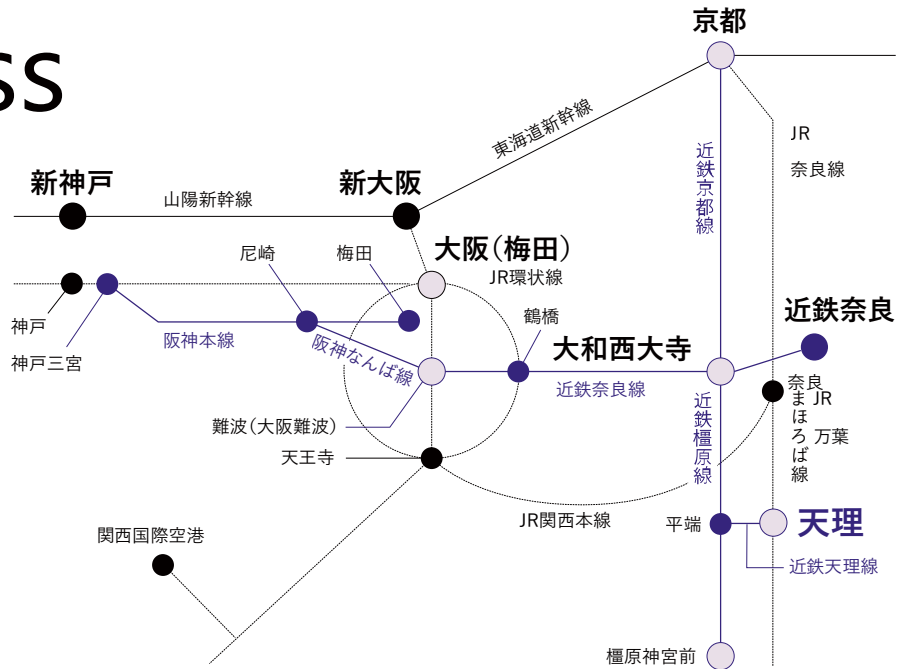 ss
京都
東海道新幹線
JR
奈良線
近鉄京都線
新神戸
山陽新幹線
新大阪
大阪(梅田)
JR環状線
尼崎
梅田
鶴橋
近鉄奈良
神戸
神戸三宮
阪神本線
阪神なんば線
大和西大寺
近鉄奈良線
奈良
JR
万葉
まほろば線
近鉄橿原線
難波(大阪難波)
天王寺
JR関西本線
平端
天理
近鉄天理線
関西国際空港
橿原神宮前